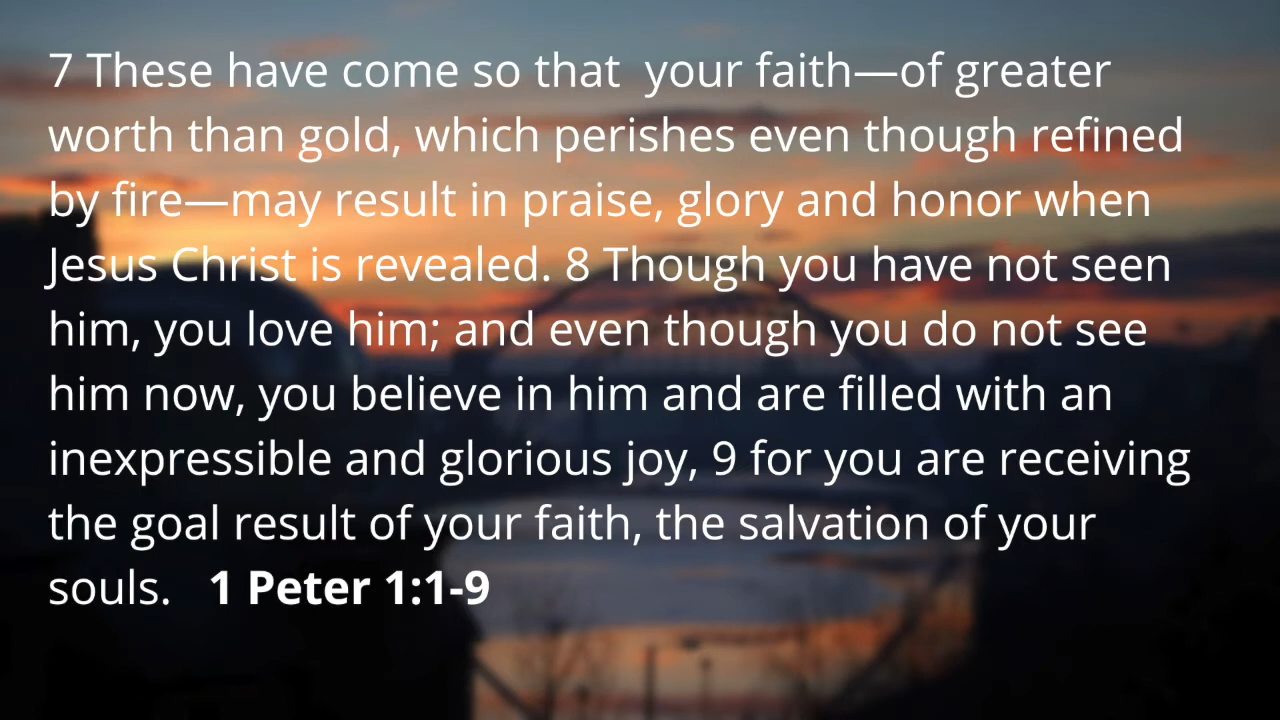 7 These have come so that  your faith—of greater
worth than gold, which perishes even though refined
by fire—may result in praise, glory and honor when
Jesus Christ is revealed. 8 Though you have not seen
him, you love him; and even though you do not see
him now, you believe in him and are filled with an
inexpressible and glorious joy, 9 for you are receiving
the goal result of your faith, the salvation of your
souls.   1 Peter 1:1-9